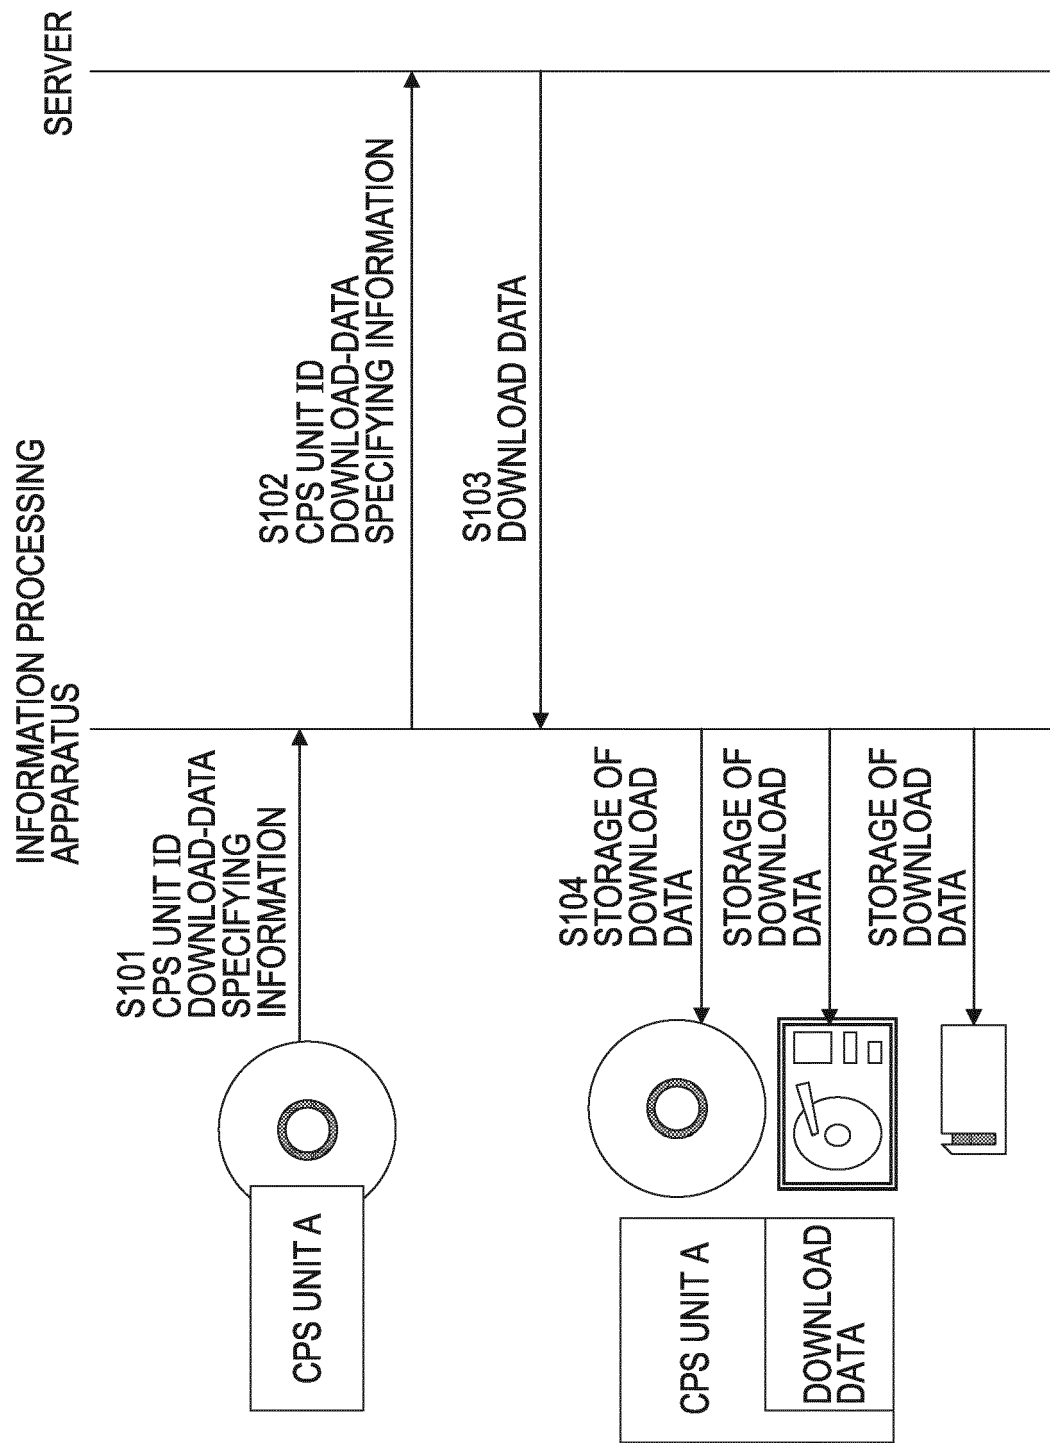 INFORMATION PROCESSING
APPARATUS
SERVER
S101
CPS UNIT ID
DOWNLOAD-DATA
SPECIFYING
INFORMATION
CPS UNIT A
S102
CPS UNIT ID
DOWNLOAD-DATA
SPECIFYING INFORMATION
S103
DOWNLOAD DATA
S104
STORAGE OF
DOWNLOAD
DATA
STORAGE OF
DOWNLOAD
DATA
STORAGE OF
DOWNLOAD
DATA
CPS UNIT A
DOWNLOAD
DATA